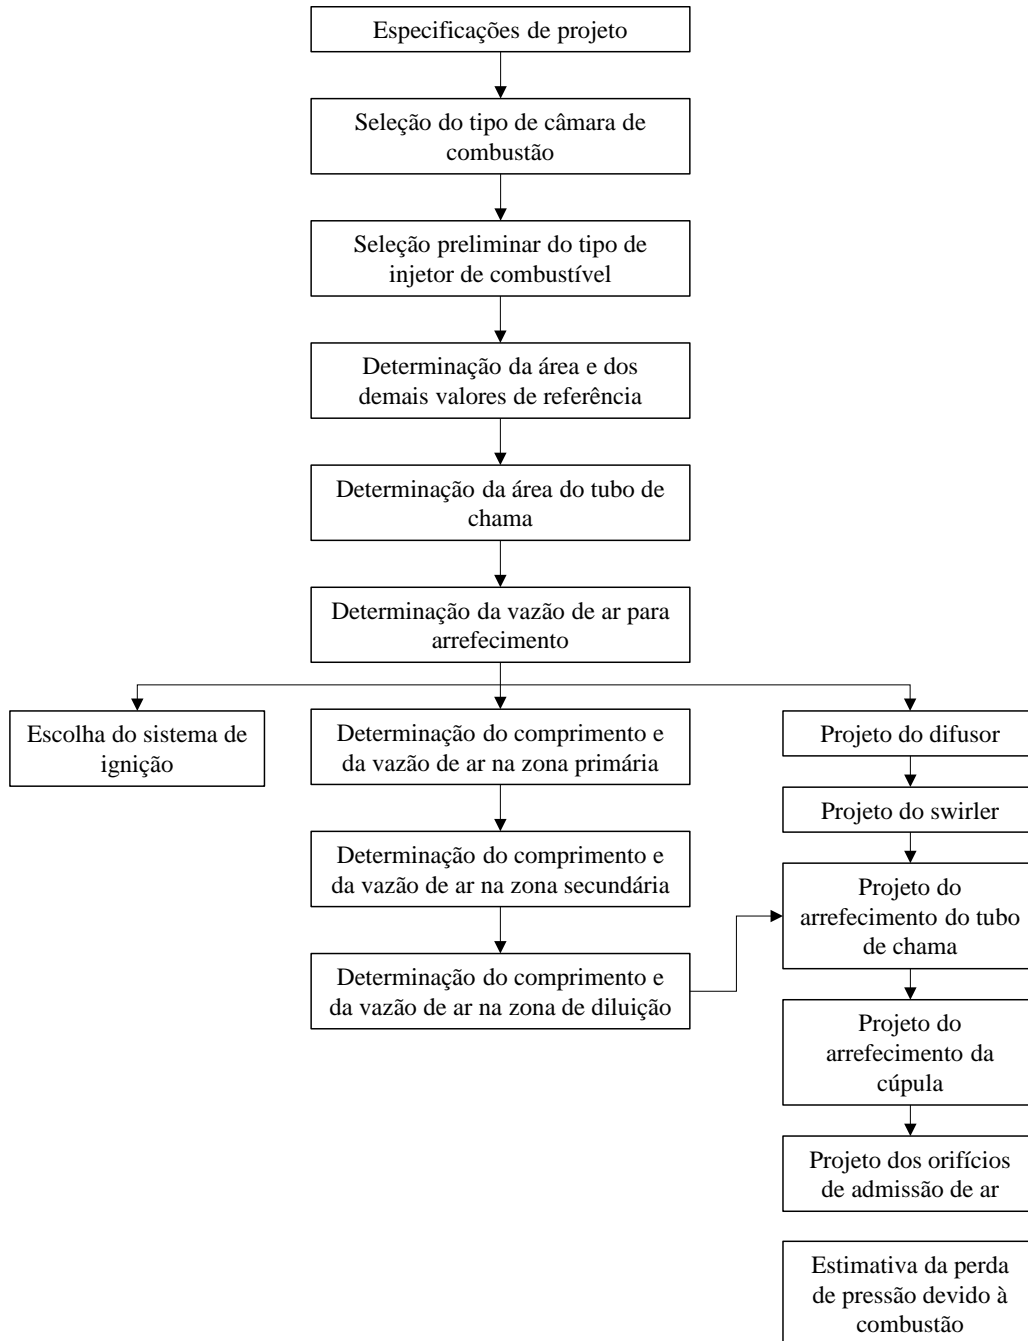 Especificações de projeto
Seleção do tipo de câmara de
combustão
Seleção preliminar do tipo de
injetor de combustível
Determinação da área e dos
demais valores de referência
Determinação da área do tubo de
chama
Determinação da vazão de ar para
arrefecimento
Escolha do sistema de
ignição
Determinação do comprimento e
da vazão de ar na zona primária
Determinação do comprimento e
da vazão de ar na zona secundária
Determinação do comprimento e
da vazão de ar na zona de diluição
Projeto do difusor
Projeto do swirler
Projeto do
arrefecimento do tubo
de chama
Projeto do
arrefecimento da
cúpula
Projeto dos orifícios
de admissão de ar
Estimativa da perda
de pressão devido à
combustão